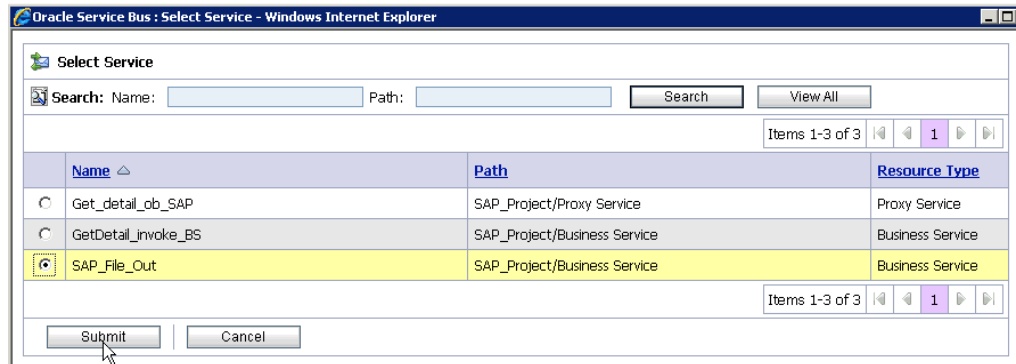 Oracle Service Bus : Select Service - Windows Internet Explorer
Select Service
Search: Name: Path: Search View All
Items 1-3 of 3 1
Name Path Resource Type
Get_detail_ob_SAP SAP_Project/Proxy Service Proxy Service
GetDetail_invoke_BS SAP_Project/Business Service Business Service
SAP_File_Out SAP_Project/Business Service Business Service
Items 1-3 of 3 1
Submit Cancel